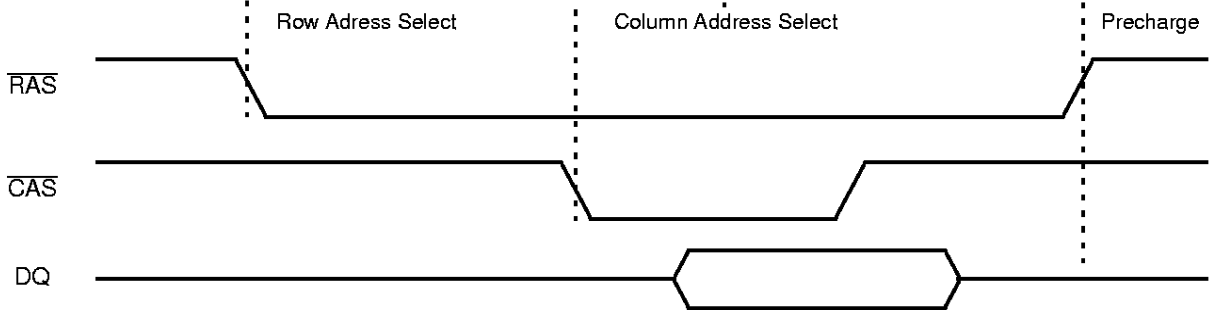 Row Adress Select
Column Address Select
Precharge
RAS
CAS
DQ